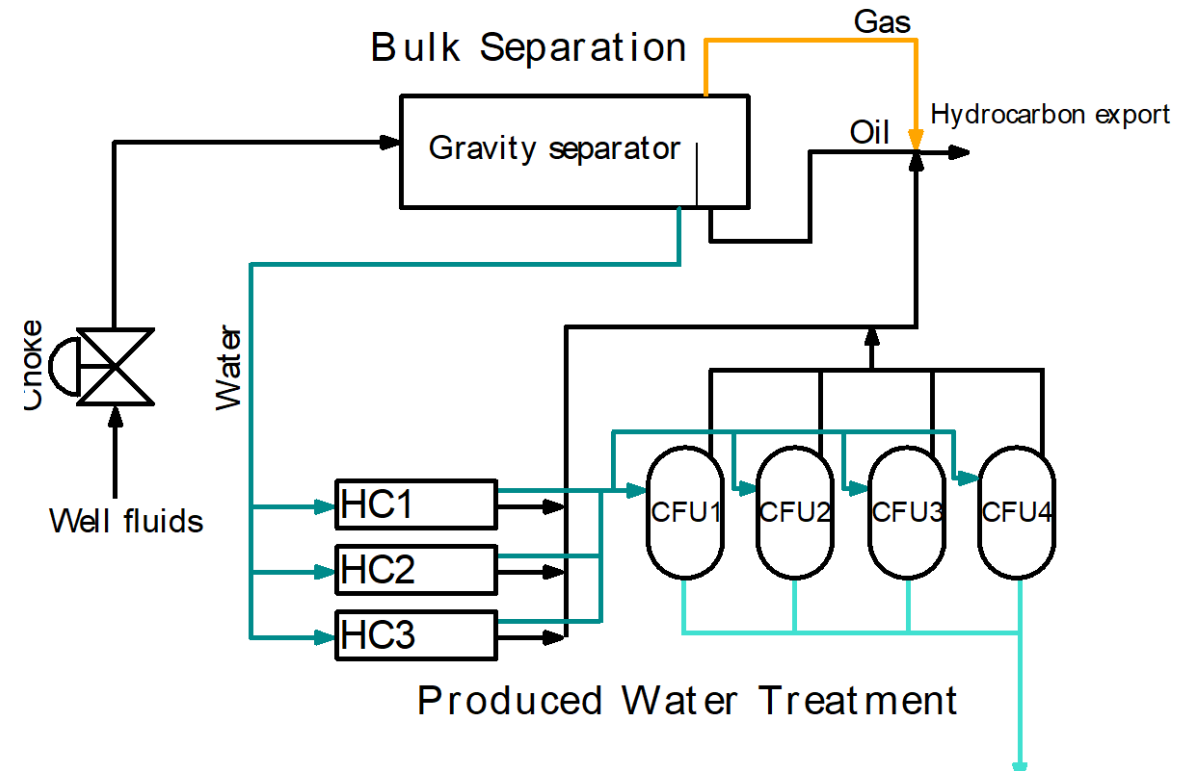 Gas
Bulk Separation
Hydrocarbon export
Oil
Gravity separator
Choke
Water
Well fluids
HC1
HC2
HC3
CFU1
CFU2
CFU3
CFU4
Produced Water Treatment